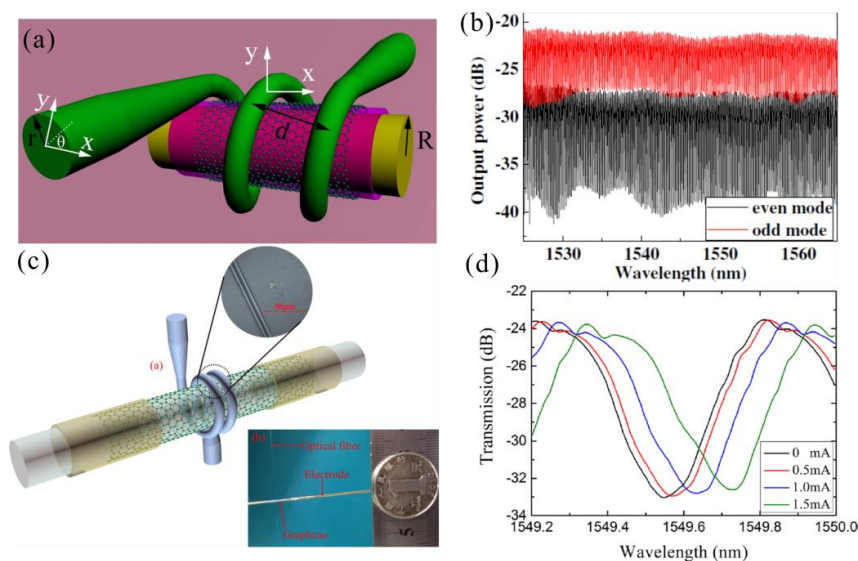 (a)
y
x
y
x
r
θ
d
R
(b)
-20
-25
-30
-35
-40
Output power (dB)
even mode
odd mode
1530 1540 1550 1560
Wavelength (nm)
(c)
50μm
(a)
(b)
Optical fiber
Electrode
Graphene
5
(d)
-22
-24
-26
-28
-30
-32
-34
Transmission (dB)
0 mA
0.5mA
1.0mA
1.5mA
1549.2 1549.4 1549.6 1549.8 1550.0
Wavelength (nm)